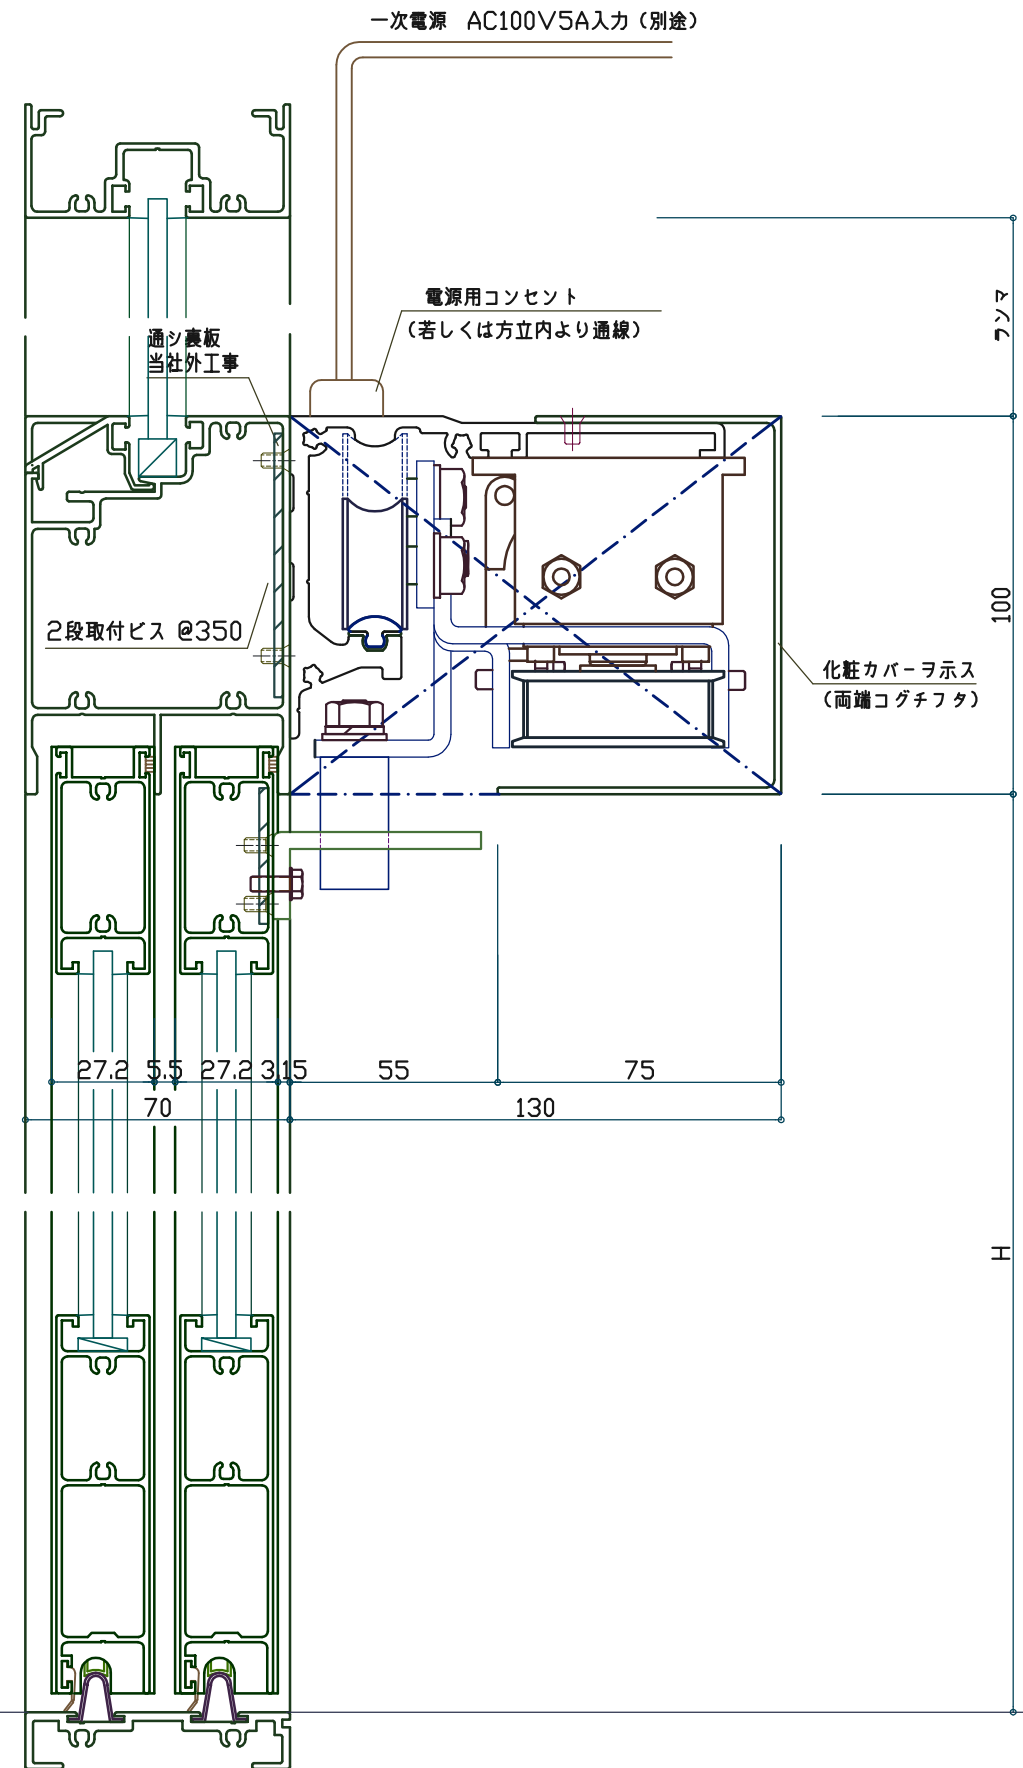 一次電源 AC100V5A入力(別途)
電源用コンセント
(若しくは方立内より通線)
ランマ
通シ裏板
当社外工事
100
2段取付ビス @350
化粧カバーヲ示ス
(両端コグチフタ)
27.2 5.5 27.2 3.15 55 75
70 130
H